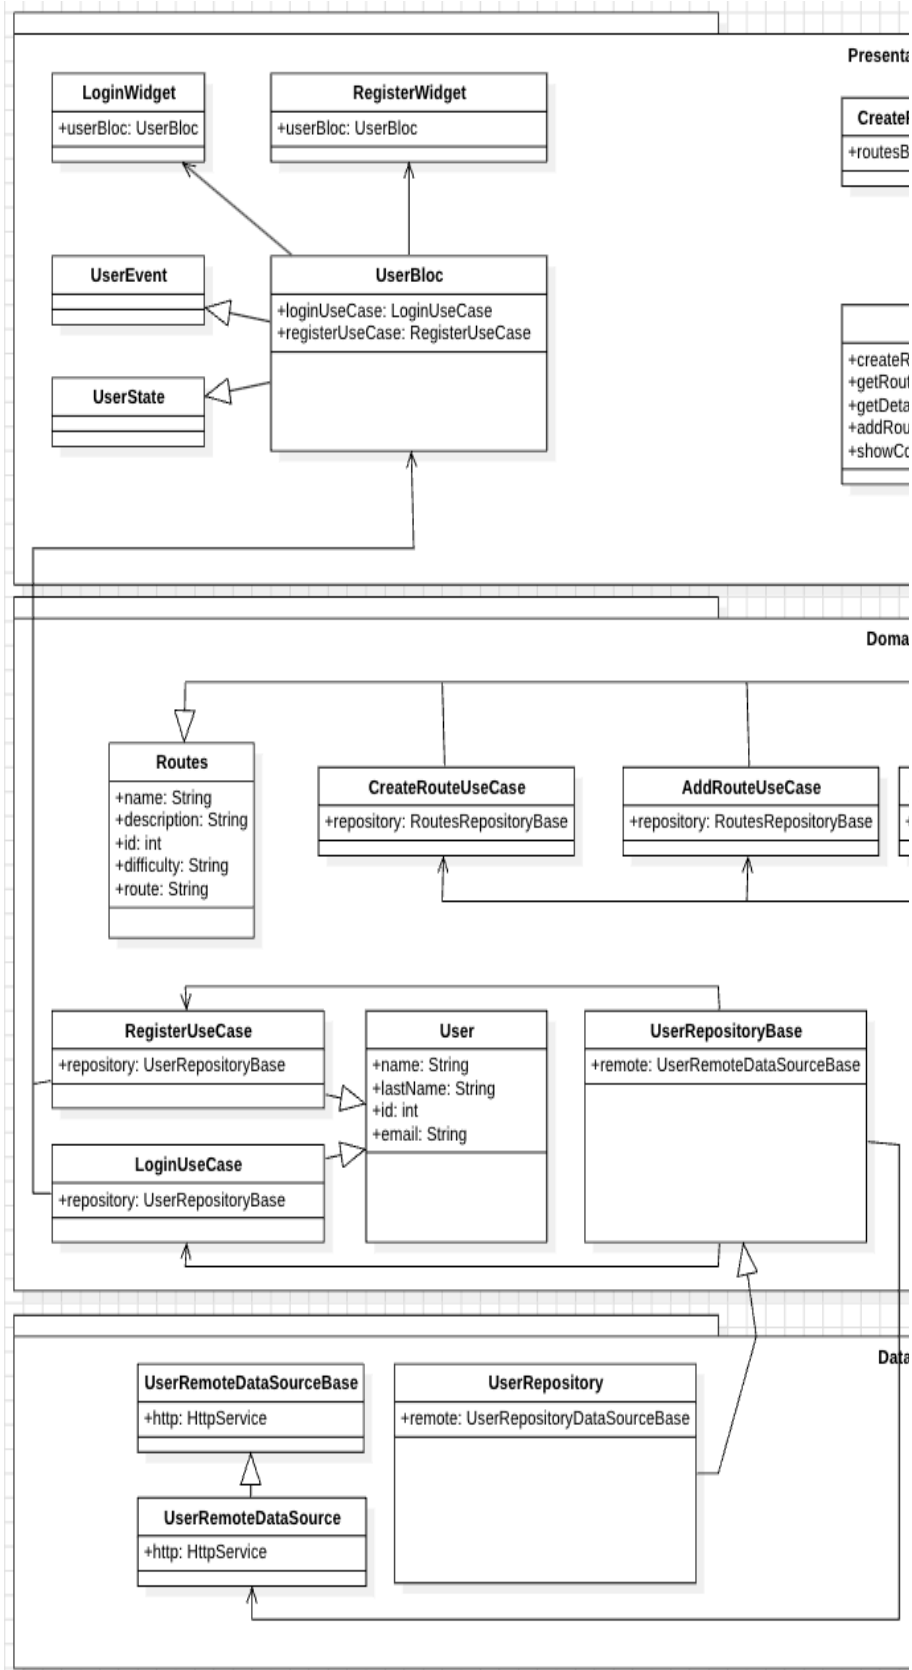 Presenta
LoginWidget
+userBloc: UserBloc
RegisterWidget
+userBloc: UserBloc
CreateR
+routesB
UserEvent
UserBloc
+loginUseCase: LoginUseCase
+registerUseCase: RegisterUseCase
UserState
+createR
+getRout
+getDeta
+addRou
+showCo
Doma
Routes
+name: String
+description: String
+id: int
+difficulty: String
+route: String
CreateRouteUseCase
+repository: RoutesRepositoryBase
AddRouteUseCase
+repository: RoutesRepositoryBase
+
RegisterUseCase
+repository: UserRepositoryBase
User
+name: String
+lastName: String
+id: int
+email: String
UserRepositoryBase
+remote: UserRemoteDataSourceBase
LoginUseCase
+repository: UserRepositoryBase
Data
UserRemoteDataSourceBase
+http: HttpService
UserRepository
+remote: UserRepositoryDataSourceBase
UserRemoteDataSource
+http: HttpService